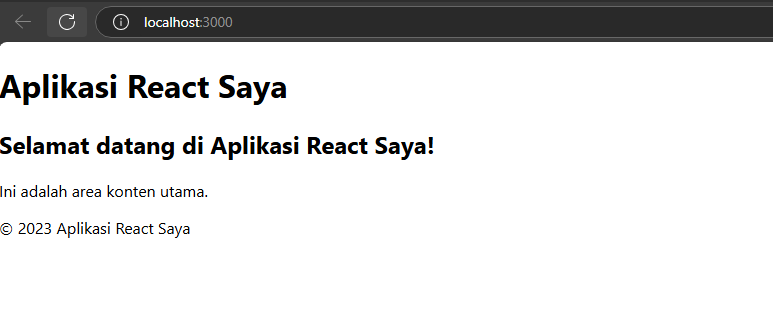 localhost:3000
Aplikasi React Saya
Selamat datang di Aplikasi React Saya!
Ini adalah area konten utama.
© 2023 Aplikasi React Saya